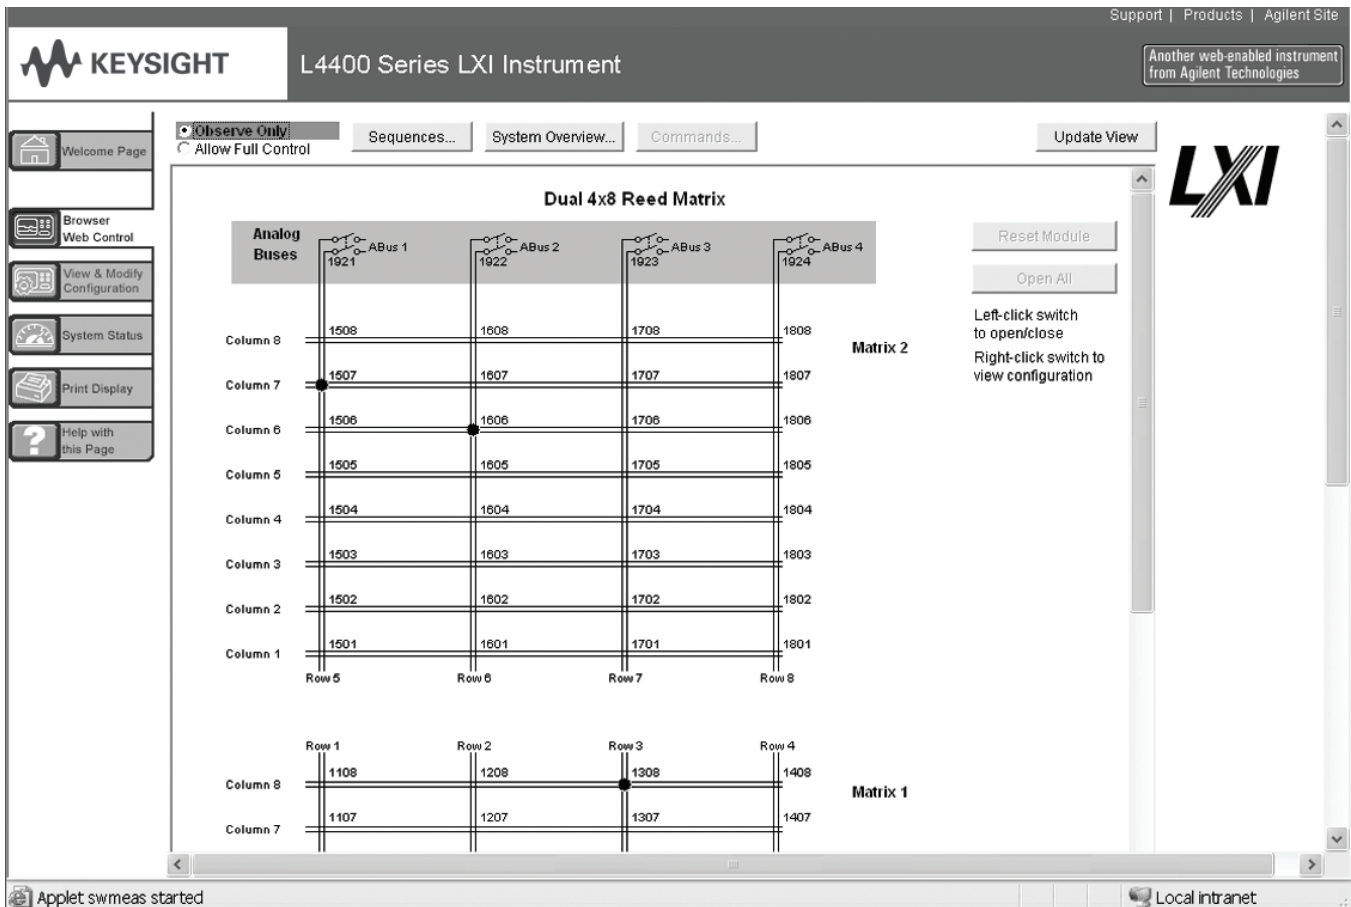 Support | Products | Agilent Site
KEYSIGHT
L4400 Series LXI Instrument
Another web-enabled instrument
from Agilent Technologies
Observe Only
Allow Full Control
Sequences...
System Overview...
Commands...
Update View
Welcome Page
Browser
Web Control
View & Modify
Configuration
System Status
Print Display
Help with
this Page
LXI
Dual 4x8 Reed Matrix
Analog
Buses
ABus 1
1921
ABus 2
1922
ABus 3
1923
ABus 4
1924
Reset Module
Open All
Left-click switch
to open/close
Right-click switch to
view configuration
Column 8 1508 1608 1708 1808
Matrix 2
Column 7 1507 1607 1707 1807
Column 6 1506 1606 1706 1806
Column 5 1505 1605 1705 1805
Column 4 1504 1604 1704 1804
Column 3 1503 1603 1703 1803
Column 2 1502 1602 1702 1802
Column 1 1501 1601 1701 1801
Row 5 Row 6 Row 7 Row 8
Row 1 Row 2 Row 3 Row 4
Column 8 1108 1208 1308 1408
Matrix 1
Column 7 1107 1207 1307 1407
Applet swmeas started
Local intranet